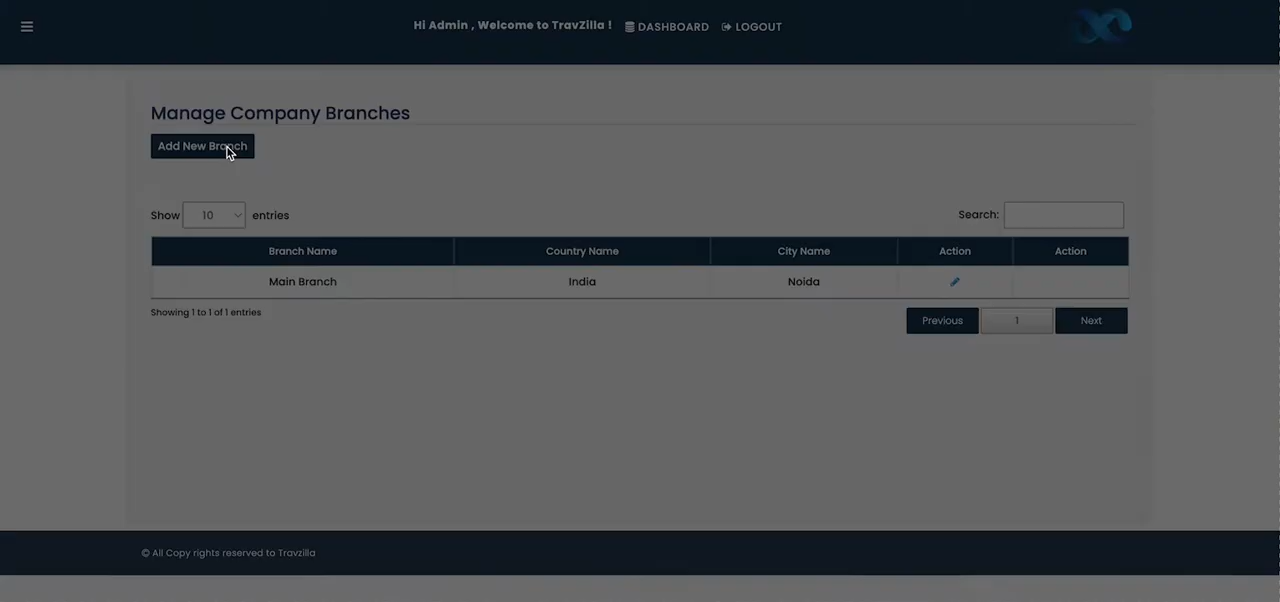 Hi Admin , Welcome to TravZilla ! DASHBOARD LOGOUT
Manage Company Branches
Add New Branch
Show 10 entries Search:
Branch Name Country Name City Name Action Action
Main Branch India Noida
Showing 1 to 1 of 1 entries
Previous 1 Next
© All Copy rights reserved to Travzilla